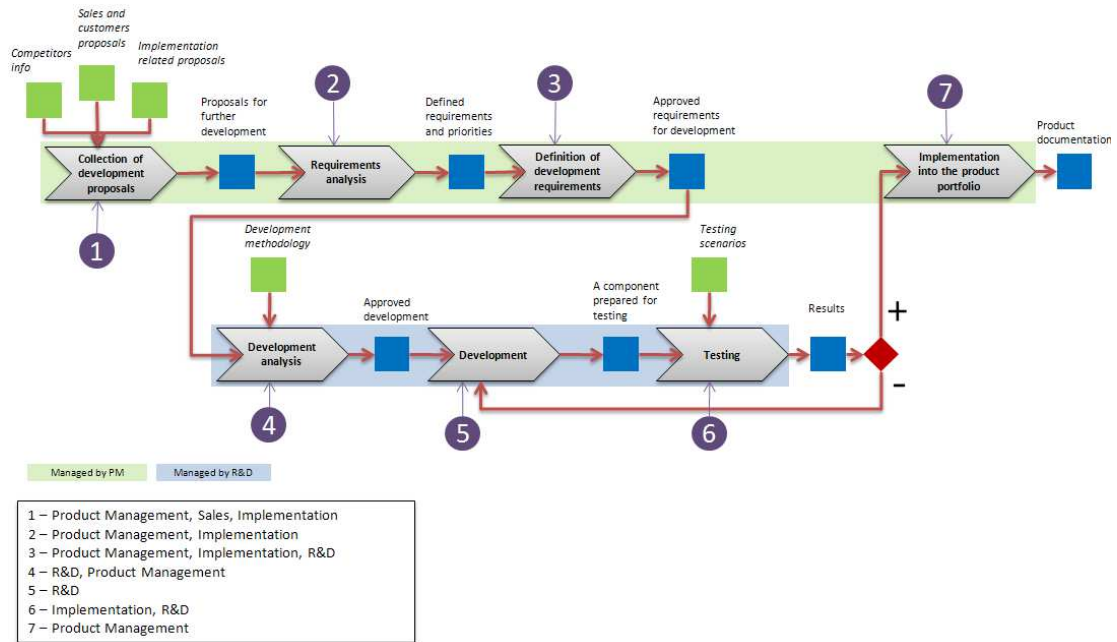 Sales and
customers
proposals
Competitors
info
Implementation
related proposals
Proposals for
further
development
2
Defined
requirements
and priorities
3
Approved
requirements
for development
7
Product
documentation
Collection of
development
proposals
Requirements
analysis
Definition of
development
requirements
Implementation
into the product
portfolio
1
Development
methodology
Testing
scenarios
Approved
development
A component
prepared for
testing
Results
+
Development
analysis
Development
Testing
-
4
5
6
Managed by PM
Managed by R&D
1 – Product Management, Sales, Implementation
2 – Product Management, Implementation
3 – Product Management, Implementation, R&D
4 – R&D, Product Management
5 – R&D
6 – Implementation, R&D
7 – Product Management